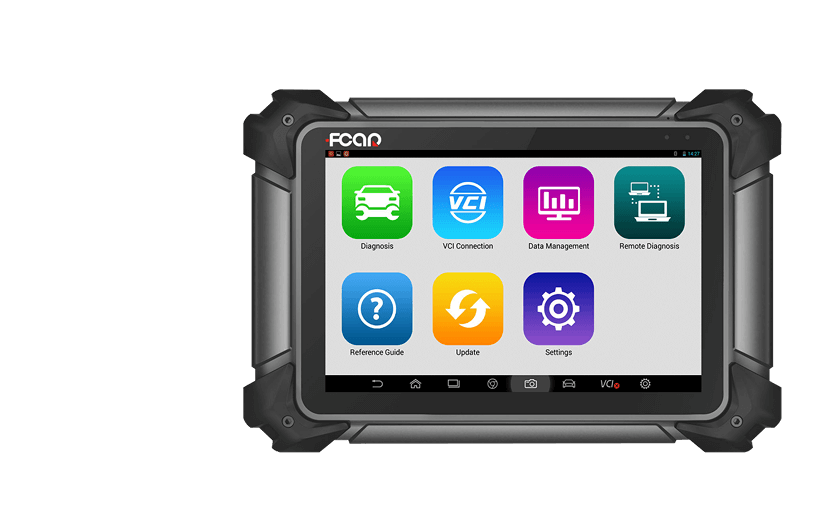 FCAR
14:27
VCI
Diagnosis
VCI Connection
Data Management
Remote Diagnosis
?
Reference Guide
Update
Settings
VCI